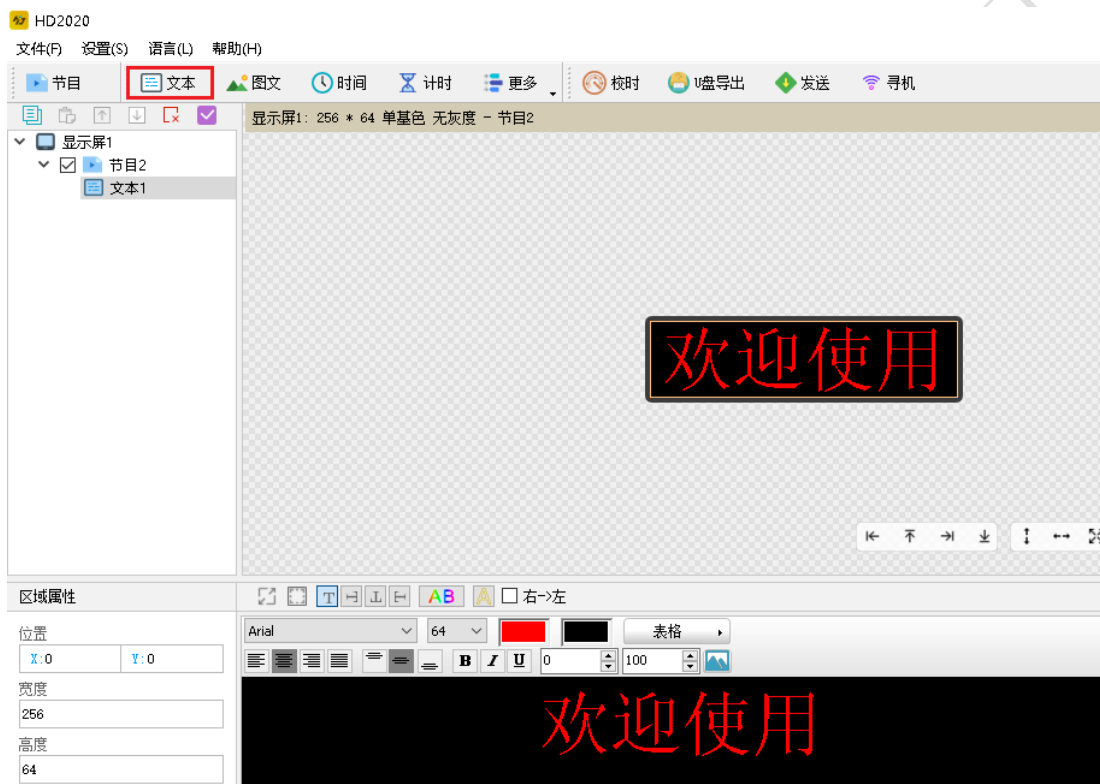 HD2020
文件(F) 设置(S) 语言(L) 帮助(H)
节目 文本 图文 时间 计时 更多 校时 U盘导出 发送 寻机
显示屏1: 256 * 64 单基色 无灰度 - 节目2
显示屏1
节目2
文本1
欢迎使用
区域属性
AB A 右->左
位置
X:0 Y:0
宽度
256
高度
64
Arial 64 表格
B I U 0 100
欢迎使用